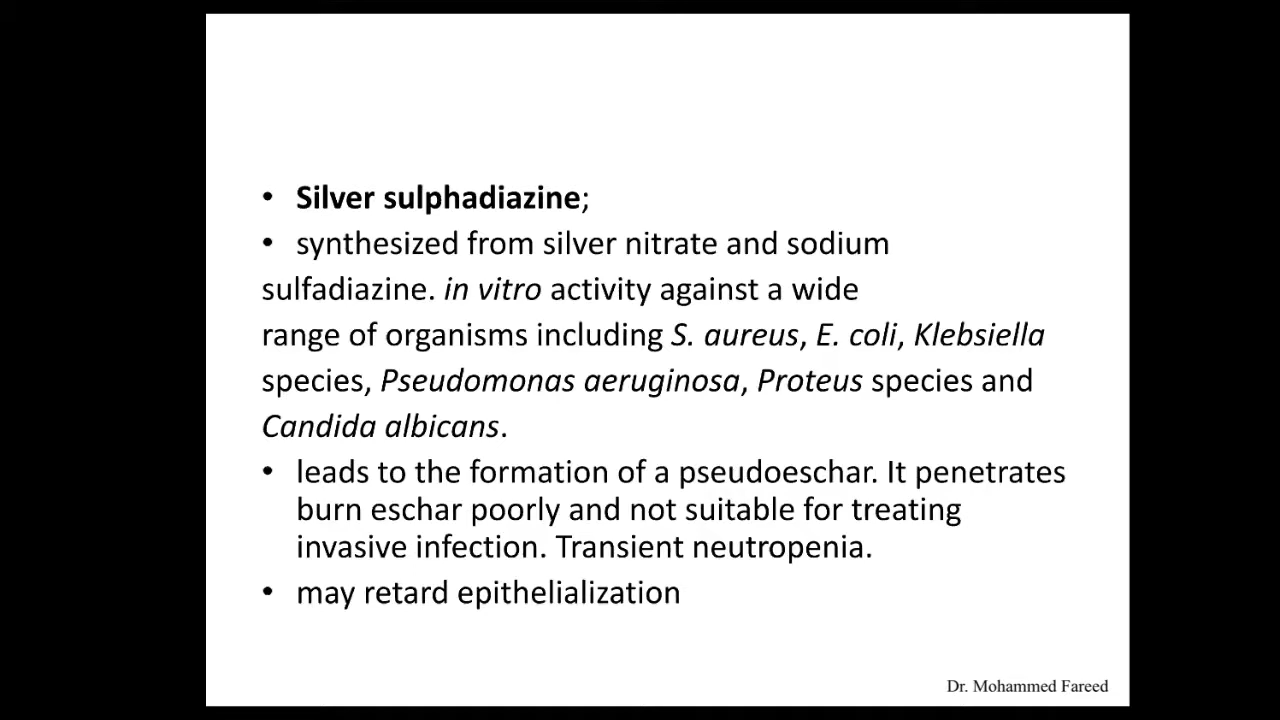 • Silver sulphadiazine;
• synthesized from silver nitrate and sodium
sulfadiazine. in vitro activity against a wide
range of organisms including S. aureus, E. coli, Klebsiella
species, Pseudomonas aeruginosa, Proteus species and
Candida albicans.
• leads to the formation of a pseudoeschar. It penetrates
burn eschar poorly and not suitable for treating
invasive infection. Transient neutropenia.
• may retard epithelialization
Dr. Mohammed Fareed